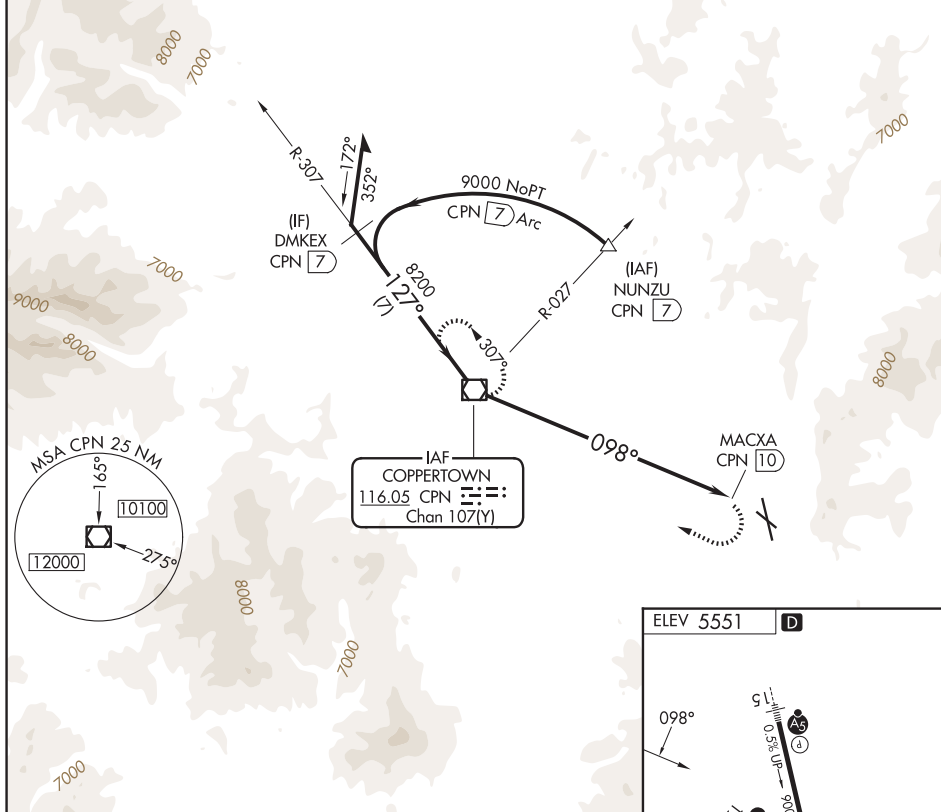 8000
7000
7000
R-307
172°
352°
9000 NoPT
CPN 7 Arc
(IF)
DMKEX
CPN 7
8200
127°
(7)
(IAF)
NUNZU
CPN 7
R-027
307°
7000
9000
8000
8000
098°
MACXA
CPN 10
IAF
COPPERTOWN
116.05 CPN
Chan 107(Y)
MSA CPN 25 NM
165°
10100
12000
275°
8000
7000
7000
ELEV 5551
D
098°
15
A5
P
0.5% UP